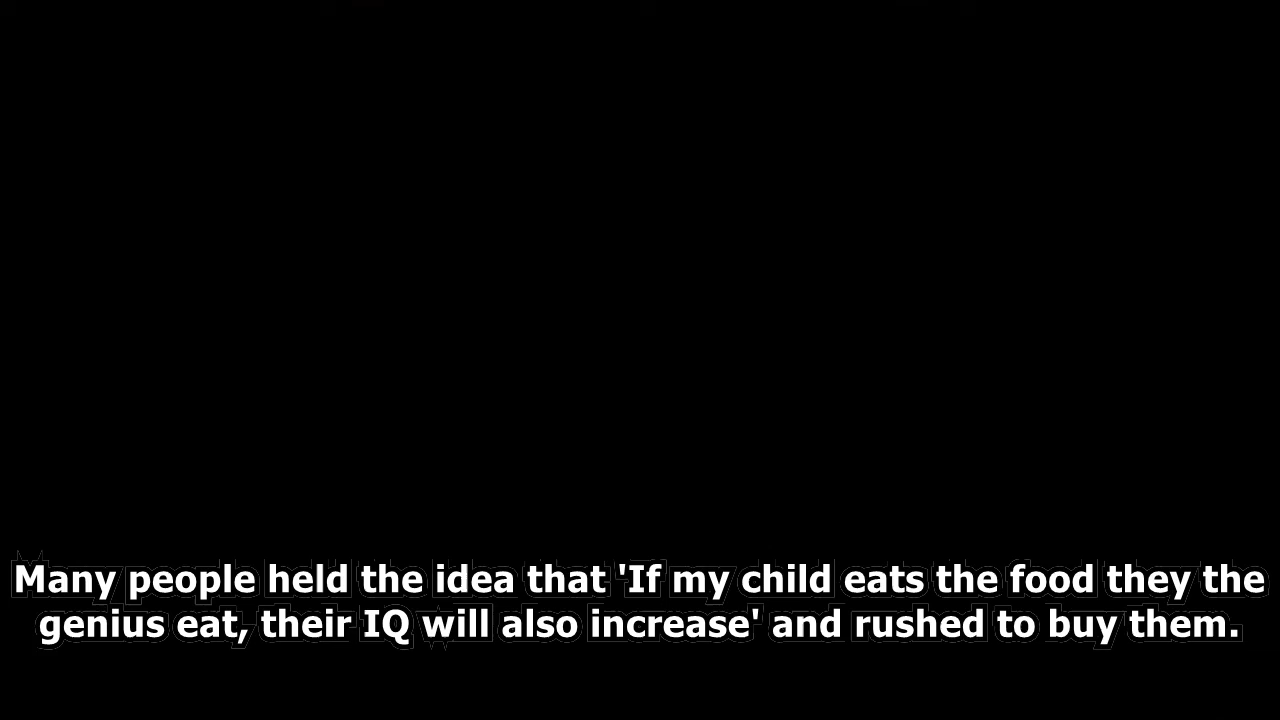 Many people held the idea that 'If my child eats the food they the
genius eat, their IQ will also increase' and rushed to buy them.